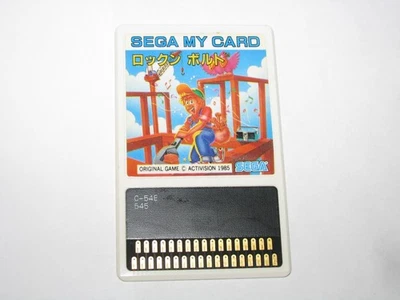 SEGA MY CARD
ロックン ボルト
ORIGINAL GAME © ACTIVISION 1985
SEGA
C-54E
545